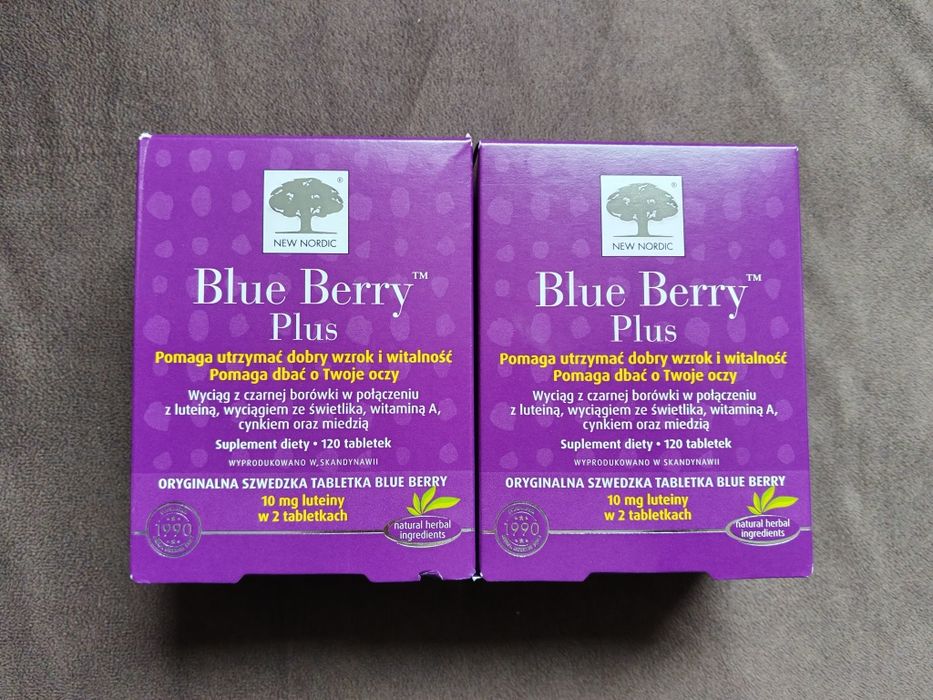 NEW NORDIC
®
Blue Berry™
Plus
Pomaga utrzymać dobry wzrok i witalność
Pomaga dbać o Twoje oczy
Wyciąg z czarnej borówki w połączeniu
z luteiną, wyciągiem ze świetlika, witaminą A,
cynkiem oraz miedzią
Suplement diety • 120 tabletek
WYPRODUKOWANO W SKANDYNAWII
ORYGINALNA SZWEDZKA TABLETKA BLUE BERRY
10 mg luteiny
w 2 tabletkach
1990
natural herbal
ingredients
NEW NORDIC
®
Blue Berry™
Plus
Pomaga utrzymać dobry wzrok i witalność
Pomaga dbać o Twoje oczy
Wyciąg z czarnej borówki w połączeniu
z luteiną, wyciągiem ze świetlika, witaminą A,
cynkiem oraz miedzią
Suplement diety • 120 tabletek
WYPRODUKOWANO W SKANDYNAWII
ORYGINALNA SZWEDZKA TABLETKA BLUE BERRY
10 mg luteiny
w 2 tabletkach
1990
natural herbal
ingredients